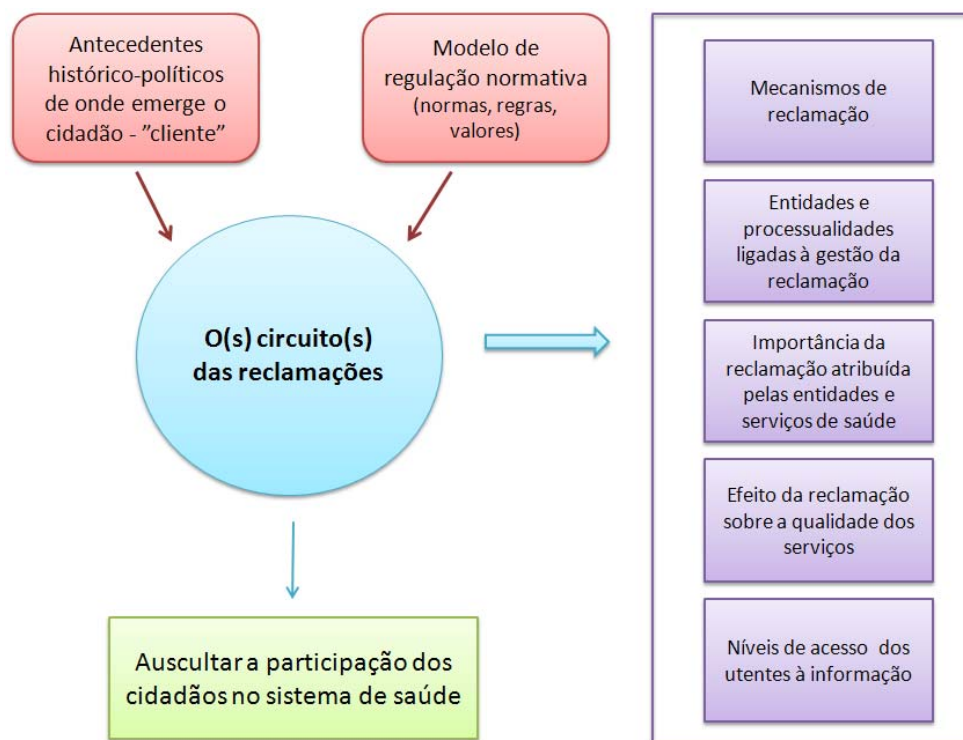 Antecedentes
histórico-políticos
de onde emerge o
cidadão - ”cliente”
Modelo de
regulação normativa
(normas, regras,
valores)
O(s) circuito(s)
das reclamações
Auscultar a participação dos
cidadãos no sistema de saúde
Mecanismos de
reclamação
Entidades e
processualidades
ligadas à gestão da
reclamação
Importância da
reclamação atribuída
pelas entidades e
serviços de saúde
Efeito da reclamação
sobre a qualidade dos
serviços
Níveis de acesso dos
utentes à informação